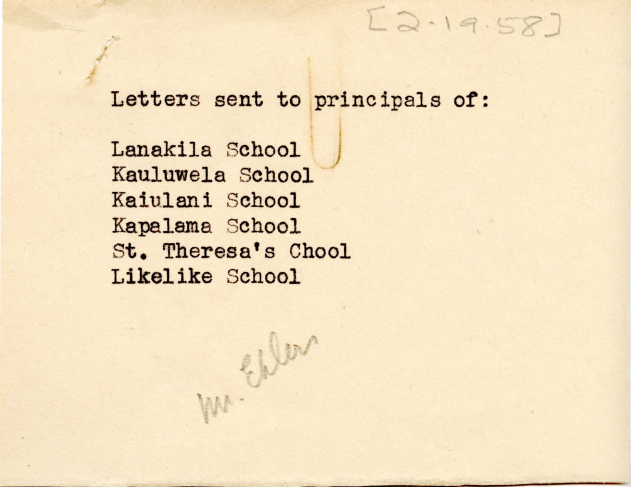 [2-19-58]
Letters sent to principals of:
Lanakila School
Kauluwela School
Kaiulani School
Kapalama School
St. Theresa's Chool
Likelike School
Mr. Ehlers